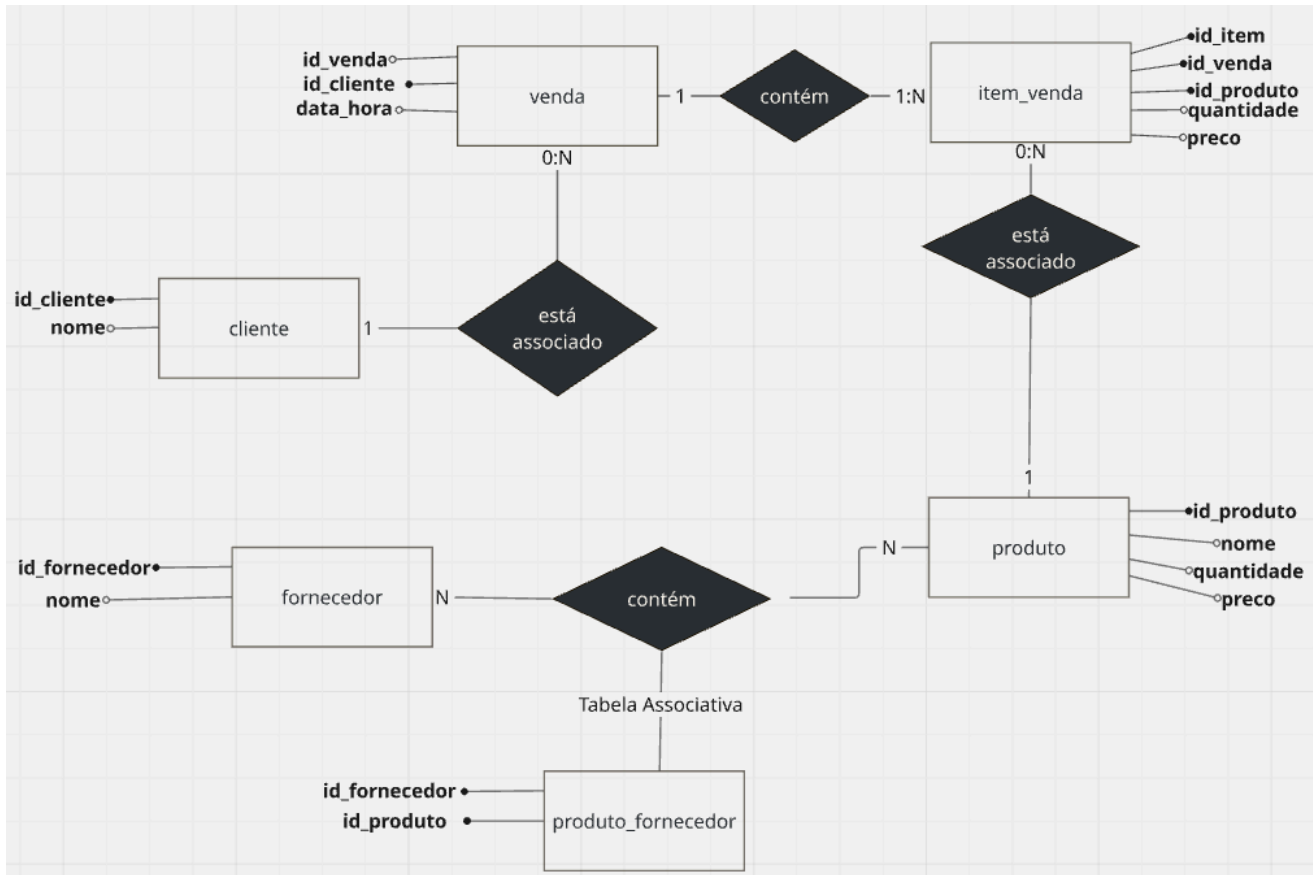 id_venda
id_cliente
data_hora
venda
1
contém
1:N
item_venda
id_item
id_venda
id_produto
quantidade
preco
0:N
0:N
está
associado
id_cliente
nome
cliente
1
está
associado
1
id_produto
nome
quantidade
preco
produto
N
id_fornecedor
nome
fornecedor
N
contém
Tabela Associativa
id_fornecedor
id_produto
produto_fornecedor